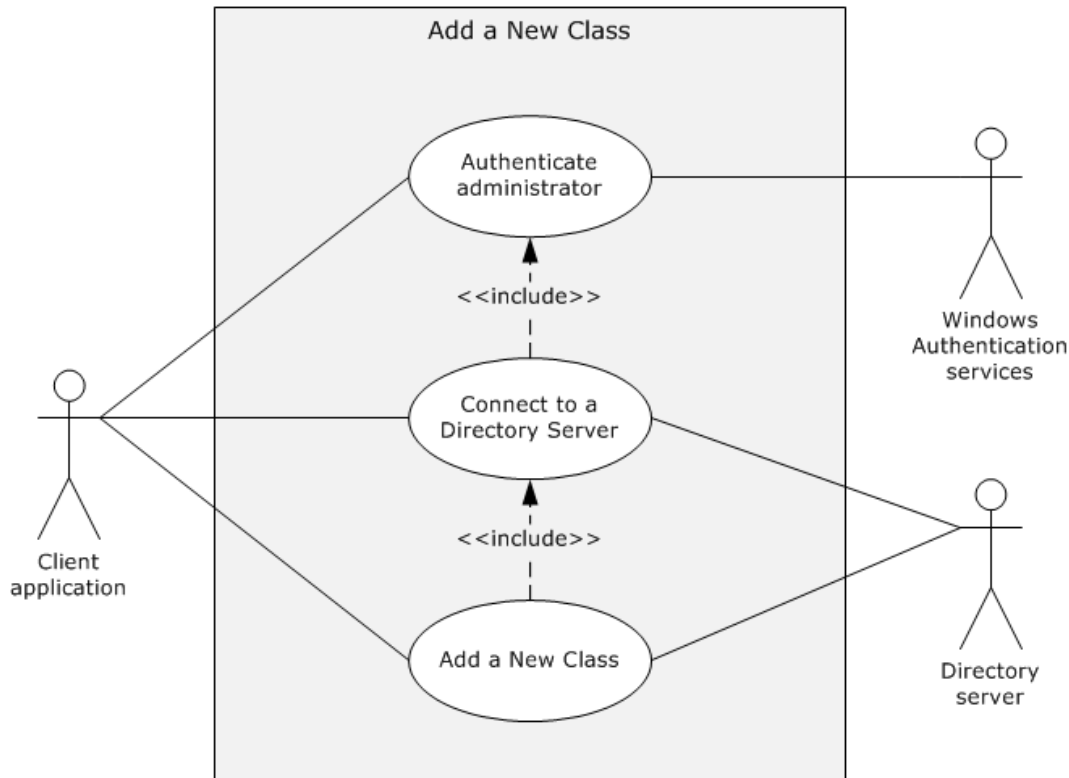 Add a New Class
Authenticate
administrator
<<include>>
Windows
Authentication
services
Connect to a
Directory Server
<<include>>
Client
application
Add a New Class
Directory
server